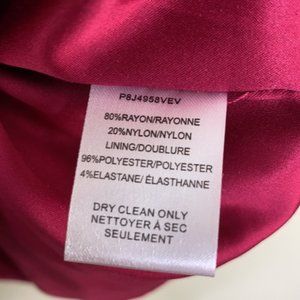 P8J4958VEV
80%RAYON/RAYONNE
20%NYLON/NYLON
LINING/DOUBLURE
96%POLYESTER/POLYESTER
4%ELASTANE/ ÉLASTHANNE
DRY CLEAN ONLY
NETTOYER À SEC
SEULEMENT